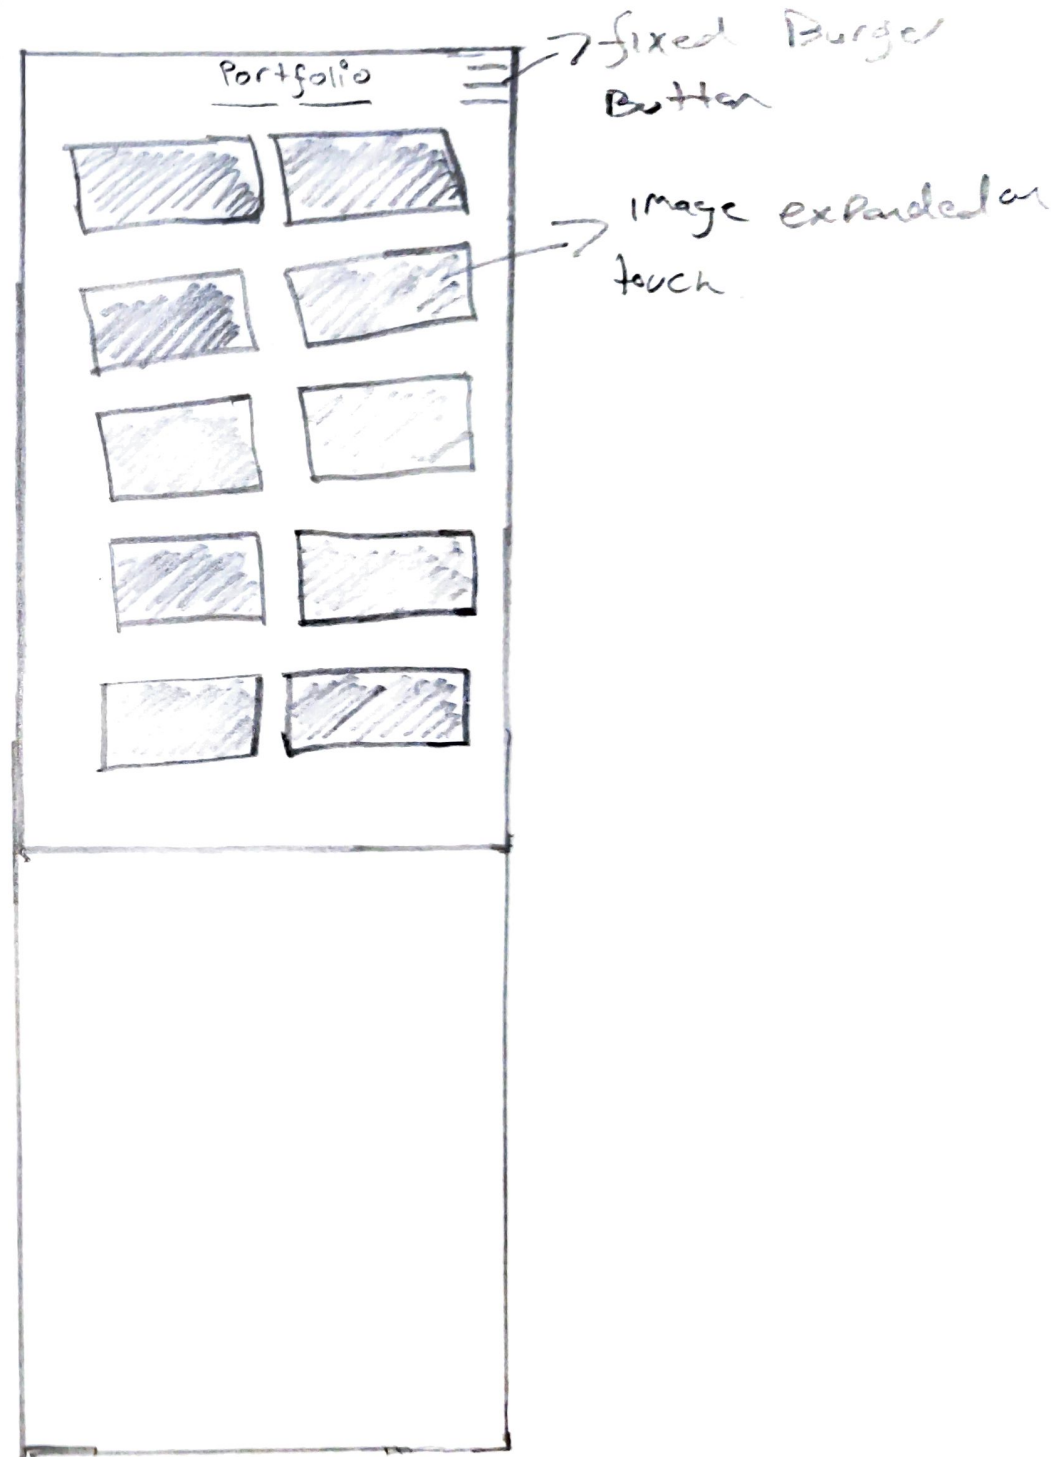 Portfolio
fixed Burger
Button
image expanded on
touch